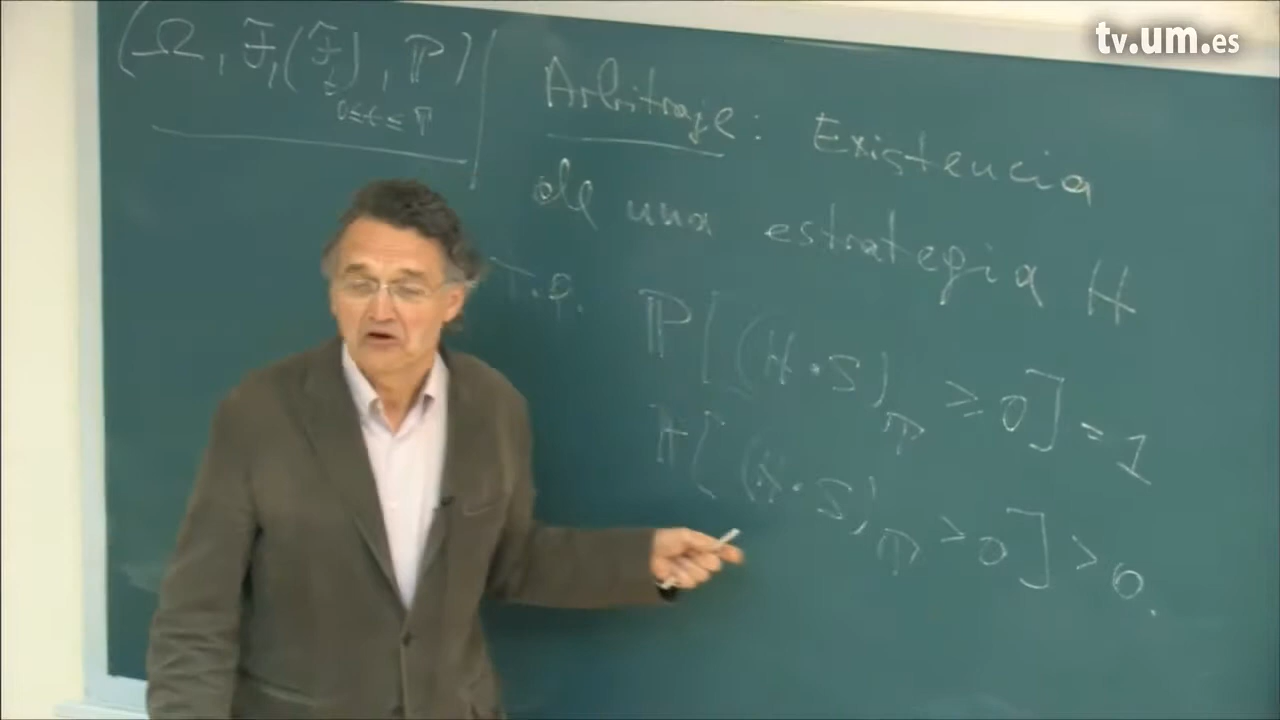 tv.um.es
(Ω, F, (F_t)_{0≤t≤T}, ℙ)
Arbitraje: Existencia
de una estrategia H
T.q. ℙ[(H·S)_T ≥ 0] = 1
ℙ[(H·S)_T > 0] > 0.